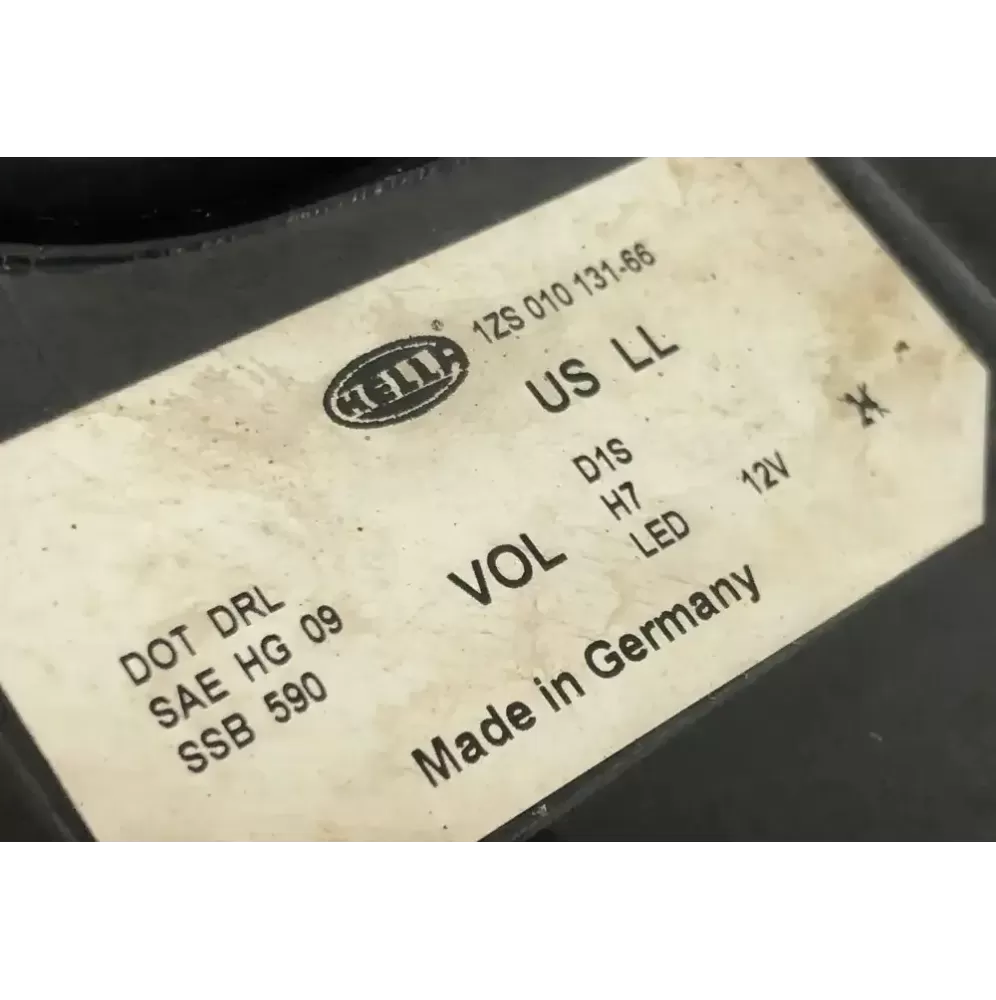 HELLA® 1ZS 010 131-66
US LL
D1S
H7
VOL LED 12V
DOT DRL
SAE HG 09
SSB 590
Made in Germany